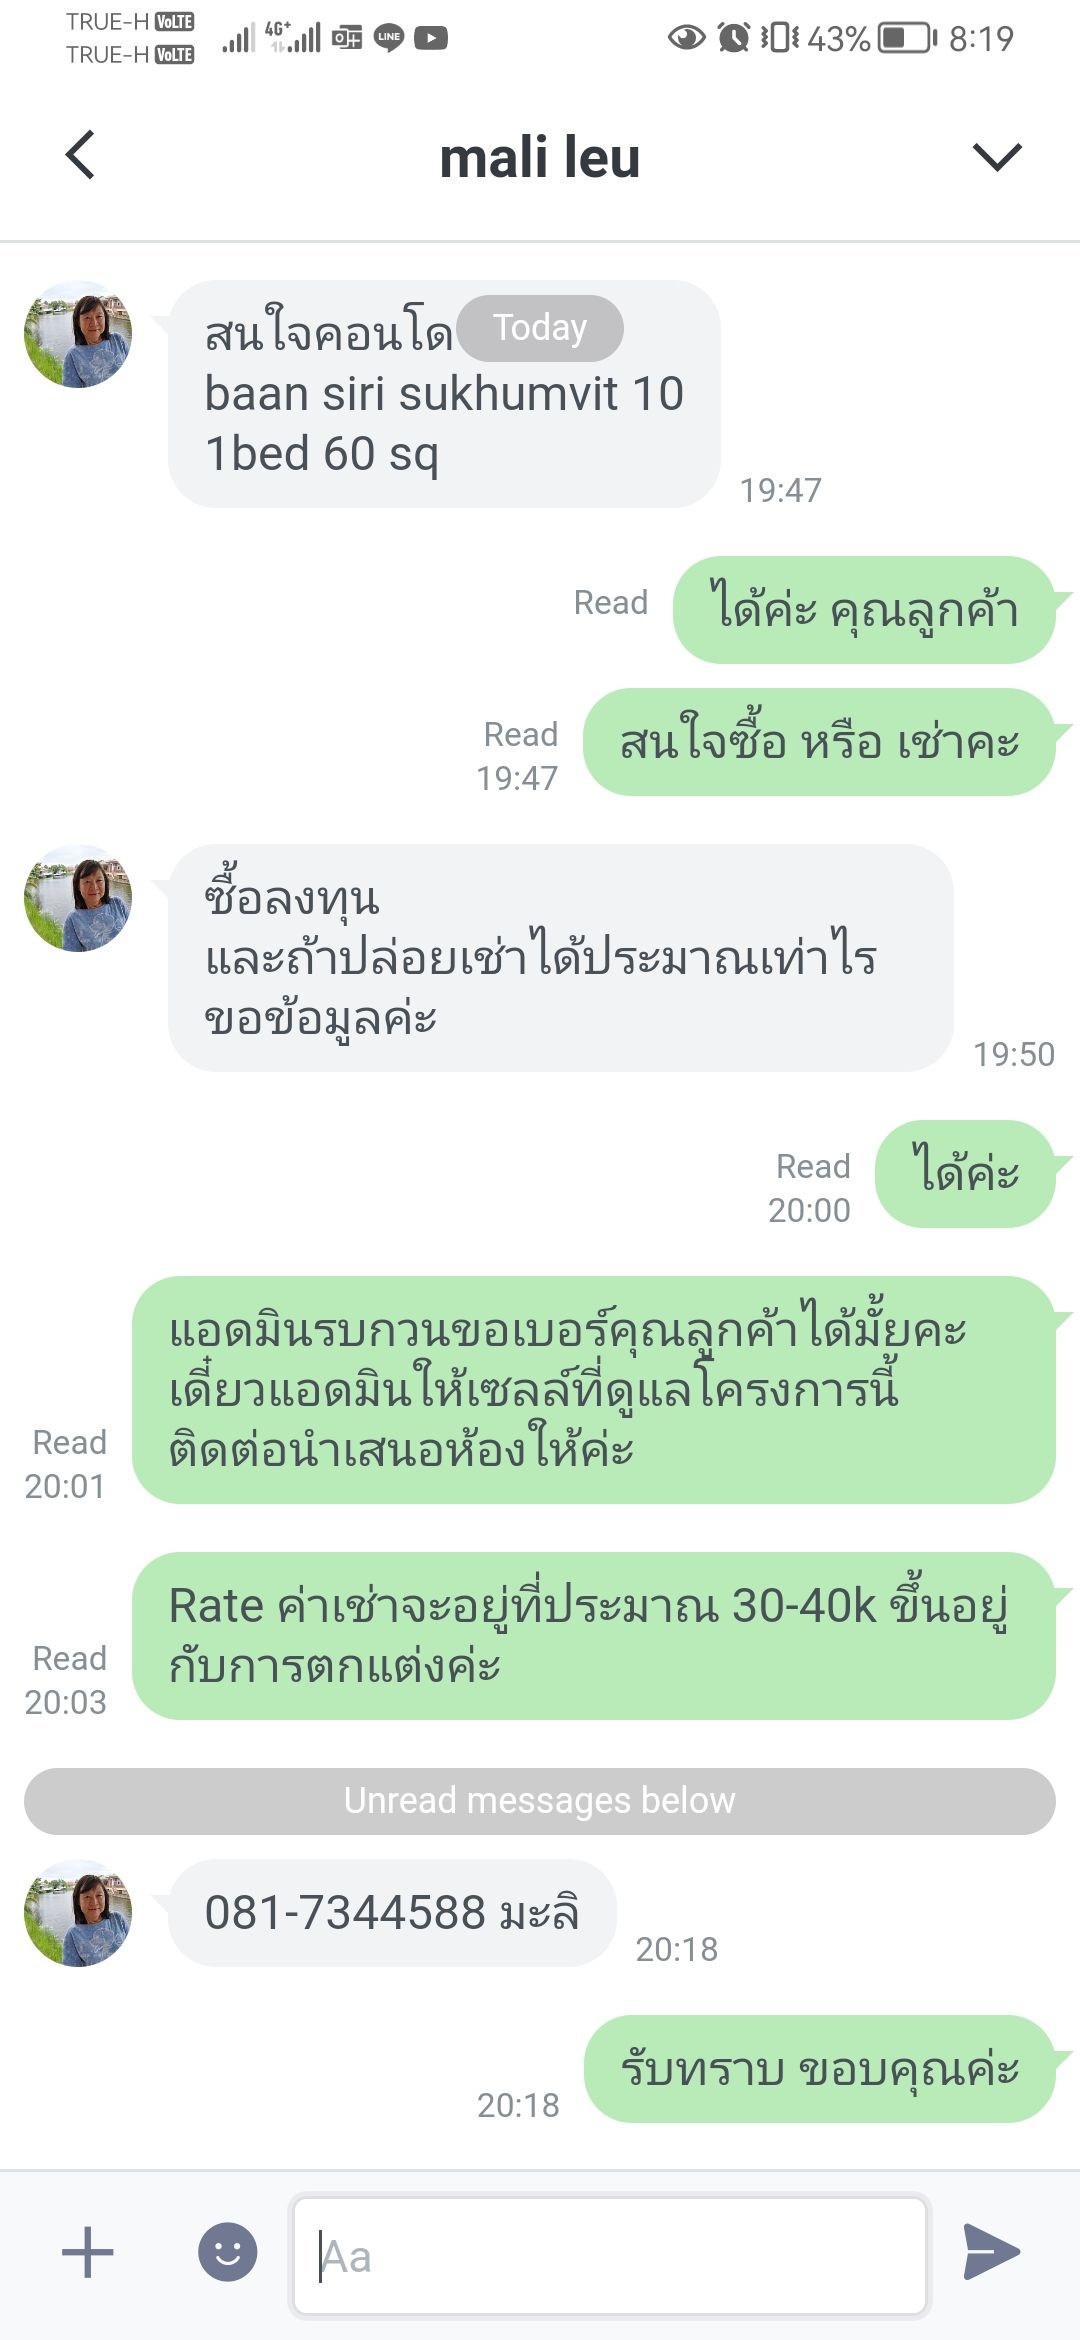 TRUE-H VoLTE
TRUE-H VoLTE
4G+
LINE
43%
8:19
mali leu
Today
สนใจคอนโด
baan siri sukhumvit 10
1bed 60 sq
19:47
ได้ค่ะ คุณลูกค้า
Read
สนใจซื้อ หรือ เช่าคะ
Read
19:47
ซื้อลงทุน
และถ้าปล่อยเช่าได้ประมาณเท่าไร
ขอข้อมูลค่ะ
19:50
ได้ค่ะ
Read
20:00
แอดมินรบกวนขอเบอร์คุณลูกค้าได้มั้ยคะ
เดี๋ยวแอดมินให้เซลล์ที่ดูแลโครงการนี้
ติดต่อนำเสนอห้องให้ค่ะ
Read
20:01
Rate ค่าเช่าจะอยู่ที่ประมาณ 30-40k ขึ้นอยู่
กับการตกแต่งค่ะ
Read
20:03
Unread messages below
081-7344588 มะลิ
20:18
รับทราบ ขอบคุณค่ะ
20:18
Aa